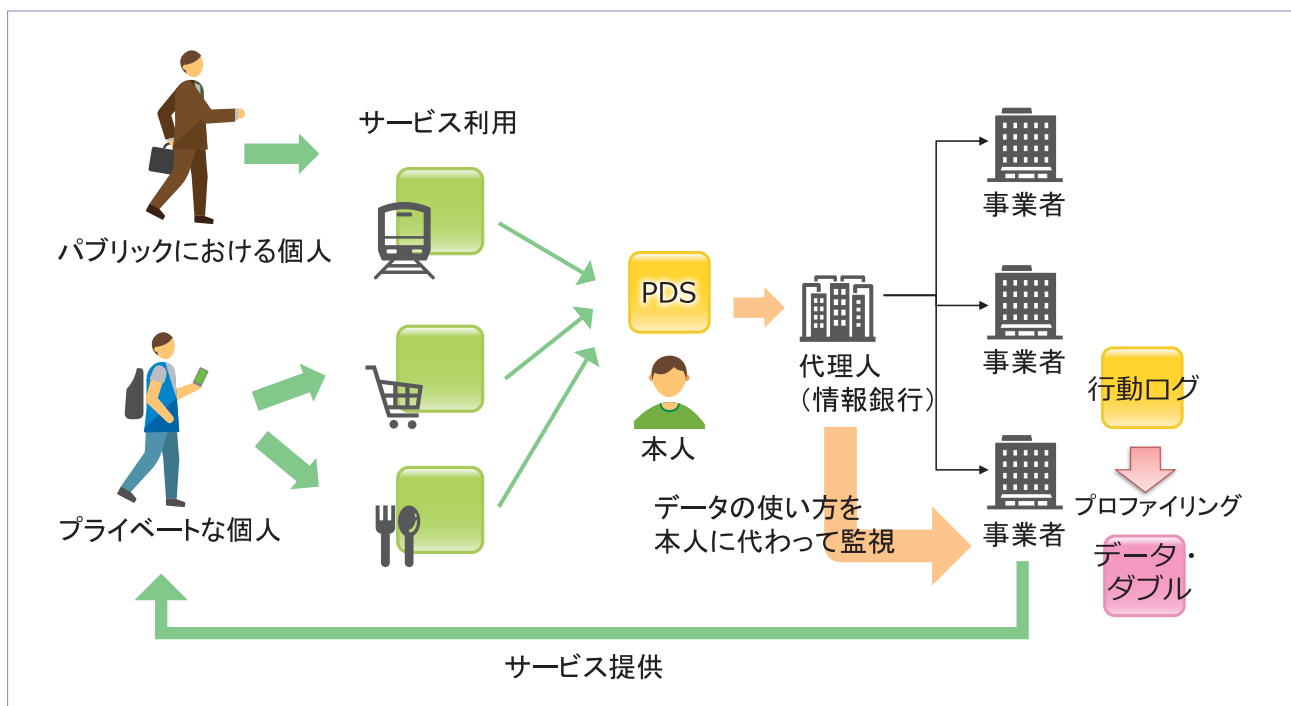 サービス利用
パブリックにおける個人
プライベートな個人
PDS
本人
代理人
（情報銀行）
データの使い方を
本人に代わって監視
事業者
事業者
事業者
行動ログ
プロファイリング
データ・
ダブル
サービス提供